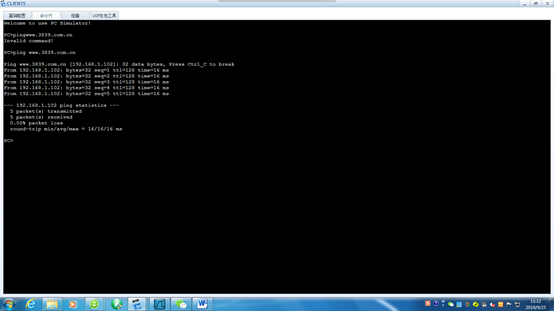 CLIENT5
基础配置 命令行 组播 UDP发包工具
Welcome to use PC Simulator!
PC>pingwww.3839.com.cn
Invalid command!
PC>ping www.3839.com.cn
Ping www.3839.com.cn [192.168.1.102]: 32 data bytes, Press Ctrl_C to break
From 192.168.1.102: bytes=32 seq=1 ttl=128 time=16 ms
From 192.168.1.102: bytes=32 seq=2 ttl=128 time=16 ms
From 192.168.1.102: bytes=32 seq=3 ttl=128 time=16 ms
From 192.168.1.102: bytes=32 seq=4 ttl=128 time=16 ms
From 192.168.1.102: bytes=32 seq=5 ttl=128 time=16 ms
--- 192.168.1.102 ping statistics ---
5 packet(s) transmitted
5 packet(s) received
0.00% packet loss
round-trip min/avg/max = 16/16/16 ms
PC>
11:12
2019/9/25